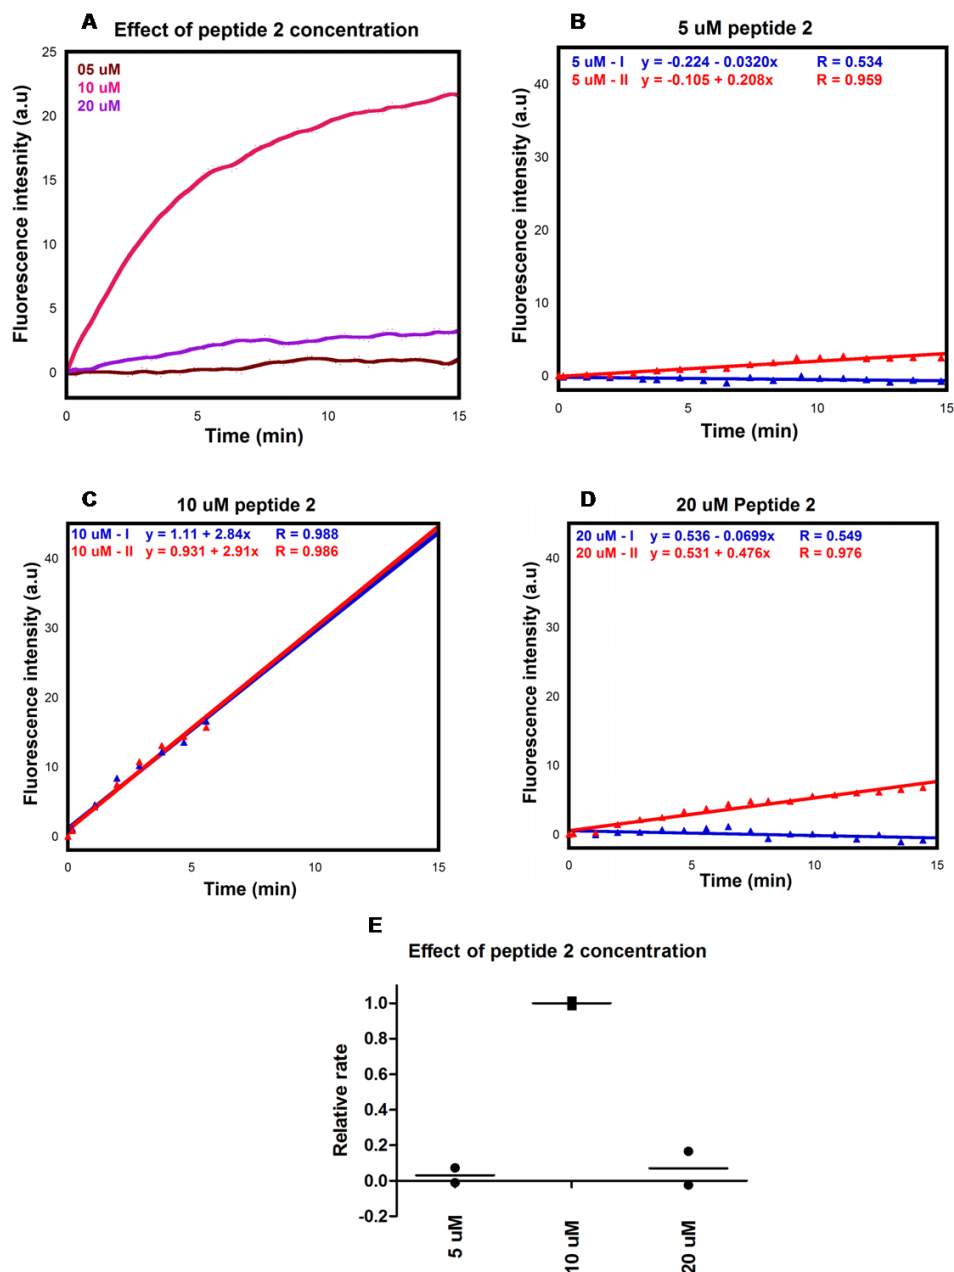 A
Effect of peptide 2 concentration
05 uM
10 uM
20 uM
Fluorescence intesnity (a.u)
25
20
15
10
5
0
0 5 10 15
Time (min)
B
5 uM peptide 2
5 uM - I y = -0.224 - 0.0320x R = 0.534
5 uM - II y = -0.105 + 0.208x R = 0.959
Fluorescence intensity (a.u)
40
30
20
10
0
0 5 10 15
Time (min)
C
10 uM peptide 2
10 uM - I y = 1.11 + 2.84x R = 0.988
10 uM - II y = 0.931 + 2.91x R = 0.986
Fluorescence intensity (a.u)
40
30
20
10
0
0 5 10 15
Time (min)
D
20 uM Peptide 2
20 uM - I y = 0.536 - 0.0699x R = 0.549
20 uM - II y = 0.531 + 0.476x R = 0.976
Fluorescence intensity (a.u)
40
30
20
10
0
0 5 10 15
Time (min)
E
Effect of peptide 2 concentration
Relative rate
1.0
0.8
0.6
0.4
0.2
0.0
-0.2
5 uM
10 uM
20 uM